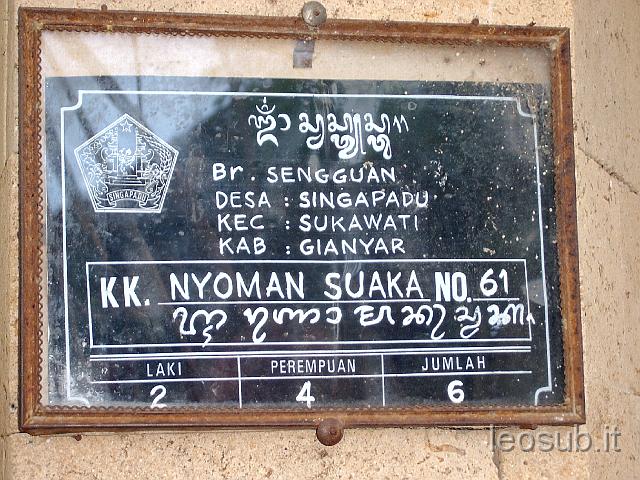 SINGAPADU
Br. SENGGUAN
DESA : SINGAPADU
KEC : SUKAWATI
KAB : GIANYAR
KK. NYOMAN SUAKA NO. 61
LAKI PEREMPUAN JUMLAH
2 4 6
leosub.it